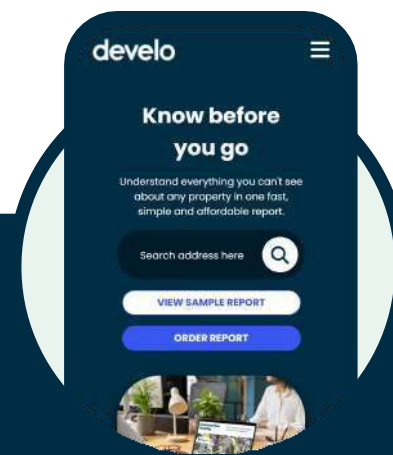 develo
Know before
you go
Understand everything you can't see
about any property in one fast,
simple and affordable report.
Search address here
VIEW SAMPLE REPORT
ORDER REPORT